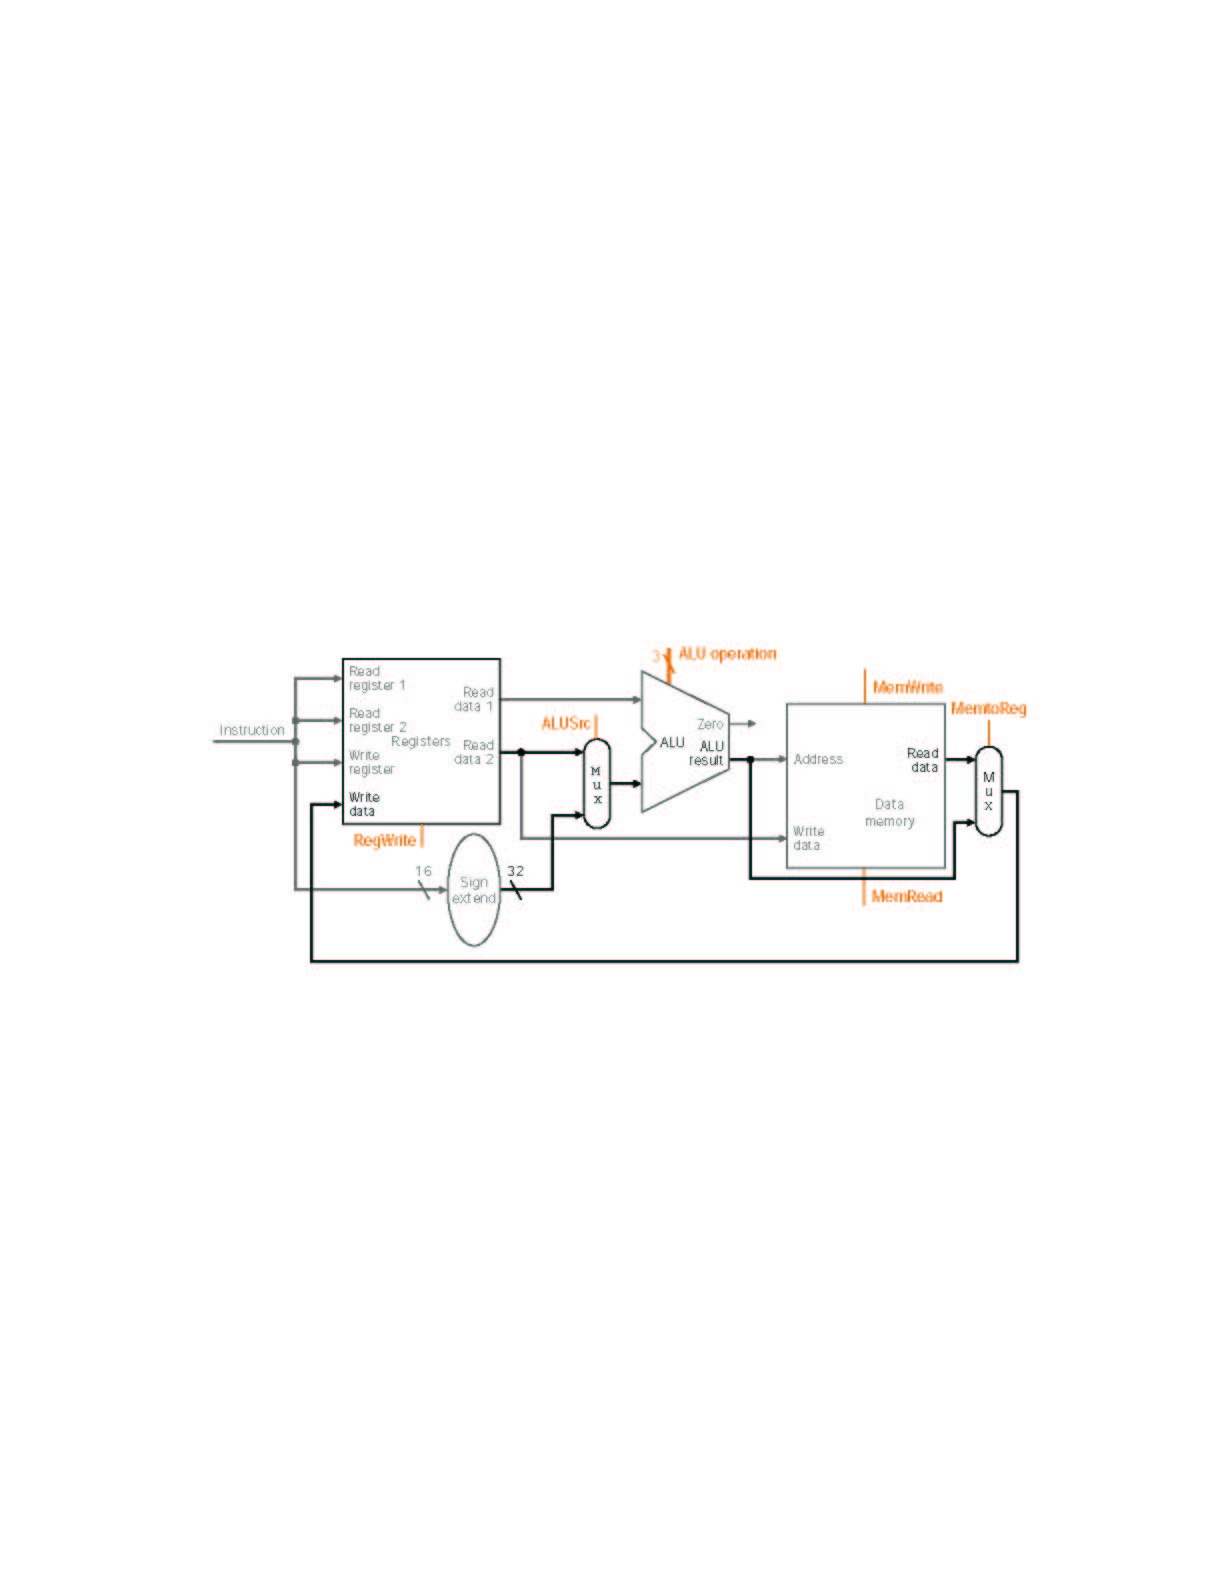 3
ALU operation
Read
register 1
MemWrite
Read
data 1
MemtoReg
Read
register 2
ALUSrc
Zero
Instruction
Registers
Read
data 2
ALU
ALU
result
Write
register
Address
Read
data
M
u
x
M
u
x
Write
data
Data
memory
RegWrite
Write
data
16
32
Sign
extend
MemRead